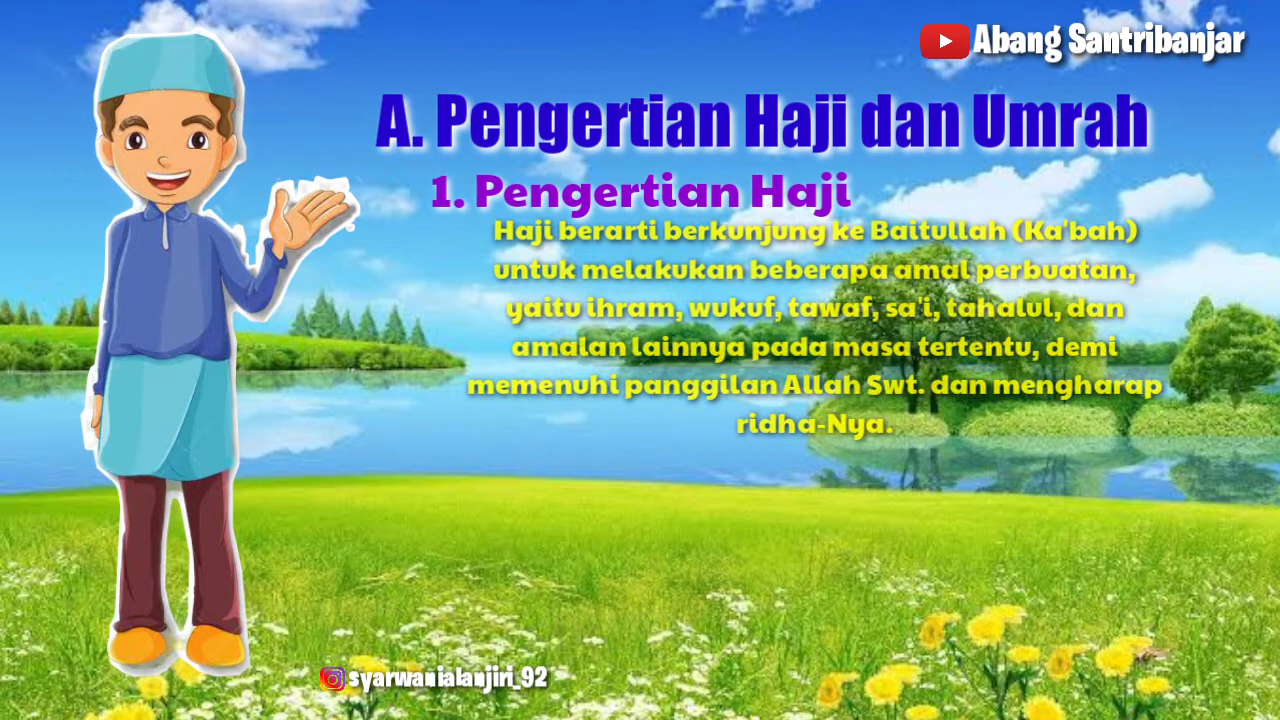 Abang Santribanjar
A. Pengertian Haji dan Umrah
1. Pengertian Haji
Haji berarti berkunjung ke Baitullah (Ka'bah)
untuk melakukan beberapa amal perbuatan,
yaitu ihram, wukuf, tawaf, sa'i, tahalul, dan
amalan lainnya pada masa tertentu, demi
memenuhi panggilan Allah Swt. dan mengharap
ridha-Nya.
syarwanialanjiri_92